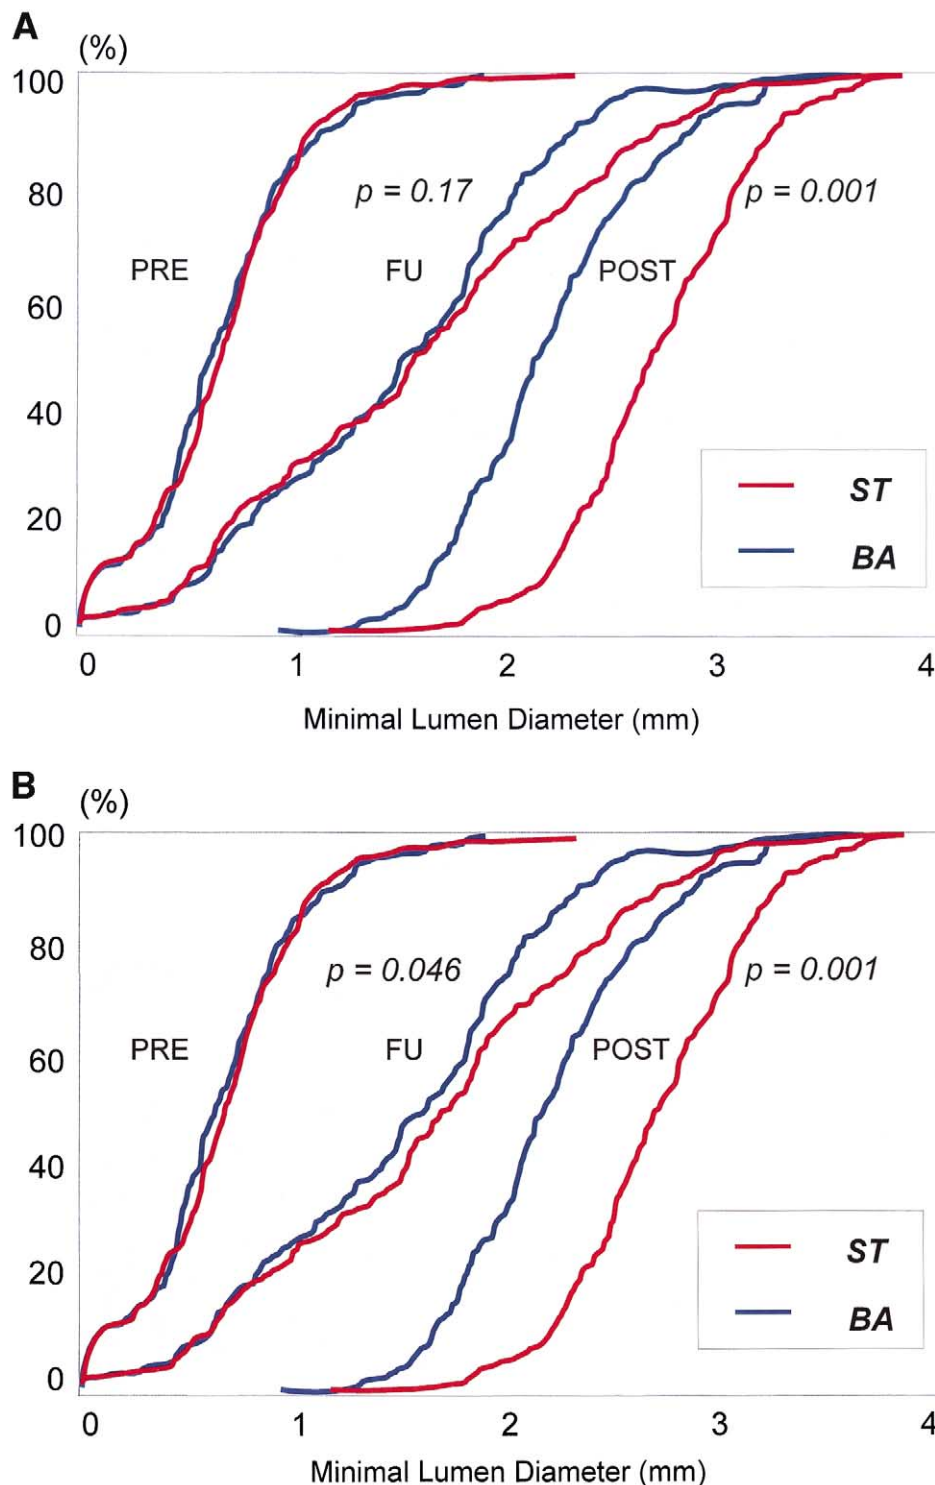 A
(%)
100
80
60
40
20
0
p = 0.17
p = 0.001
PRE
FU
POST
ST
BA
0 1 2 3 4
Minimal Lumen Diameter (mm)
B
(%)
100
80
60
40
20
0
p = 0.046
p = 0.001
PRE
FU
POST
ST
BA
0 1 2 3 4
Minimal Lumen Diameter (mm)